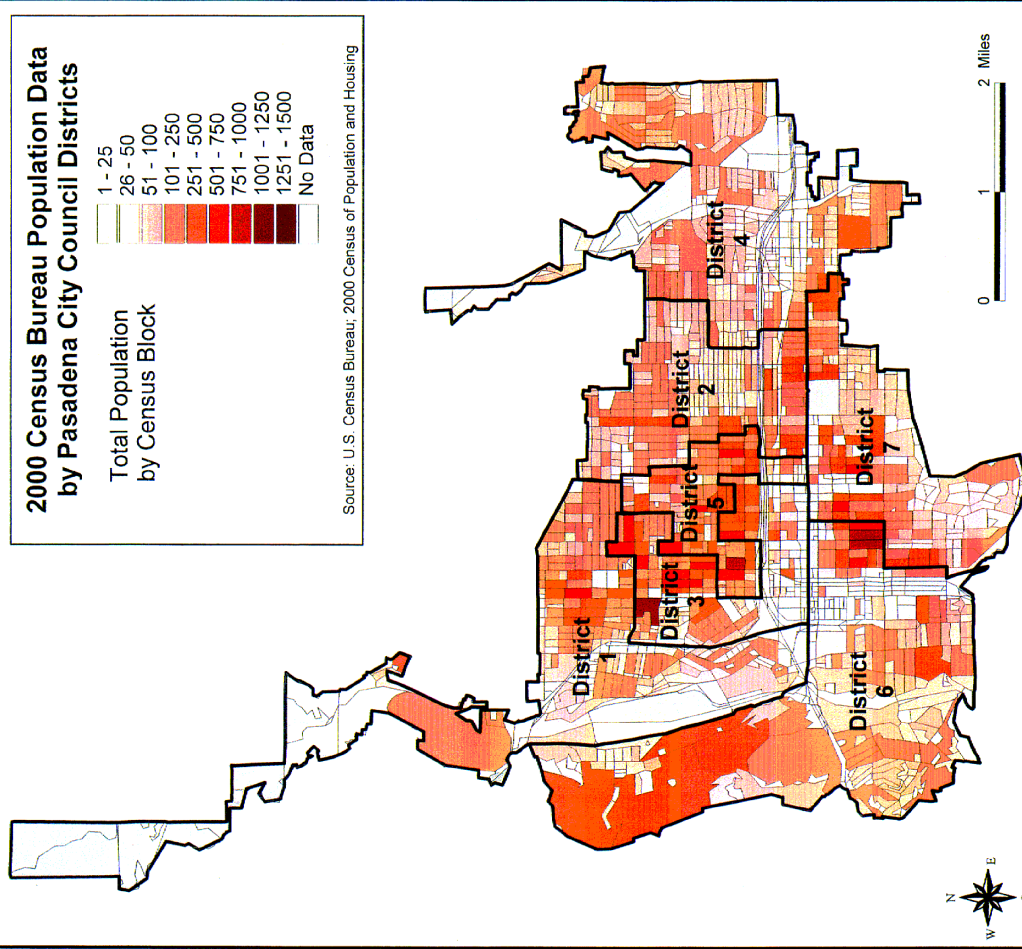 2000 Census Bureau Population Data
by Pasadena City Council Districts
Total Population
by Census Block
1 - 25
26 - 50
51 - 100
101 - 250
251 - 500
501 - 750
751 - 1000
1001 - 1250
1251 - 1500
No Data
Source: U.S. Census Bureau; 2000 Census of Population and Housing
District
1
District
2
District
3
District
4
District
5
District
6
District
7
N
W
E
0
1
2
Miles